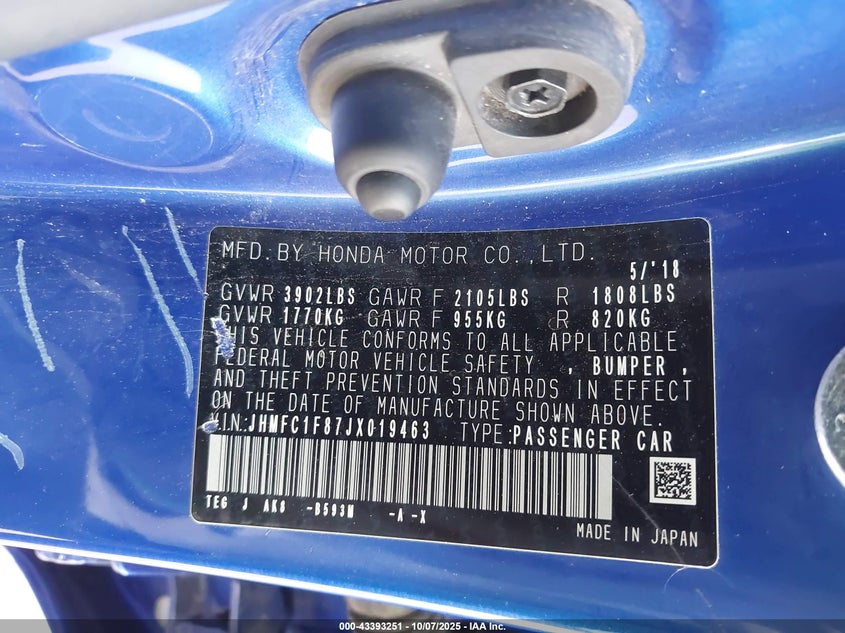 MFD. BY HONDA MOTOR CO., LTD.
5/'18
GVWR 3902LBS GAWR F 2105LBS R 1808LBS
GVWR 1770KG GAWR F 955KG R 820KG
THIS VEHICLE CONFORMS TO ALL APPLICABLE
FEDERAL MOTOR VEHICLE SAFETY , BUMPER ,
AND THEFT PREVENTION STANDARDS IN EFFECT
ON THE DATE OF MANUFACTURE SHOWN ABOVE.
V.I.N:JHMFC1F87JX019463 TYPE:PASSENGER CAR
TEG J AK8 -B593M -A -X
MADE IN JAPAN
000-43393251 - 10/07/2025 - IAA Inc.